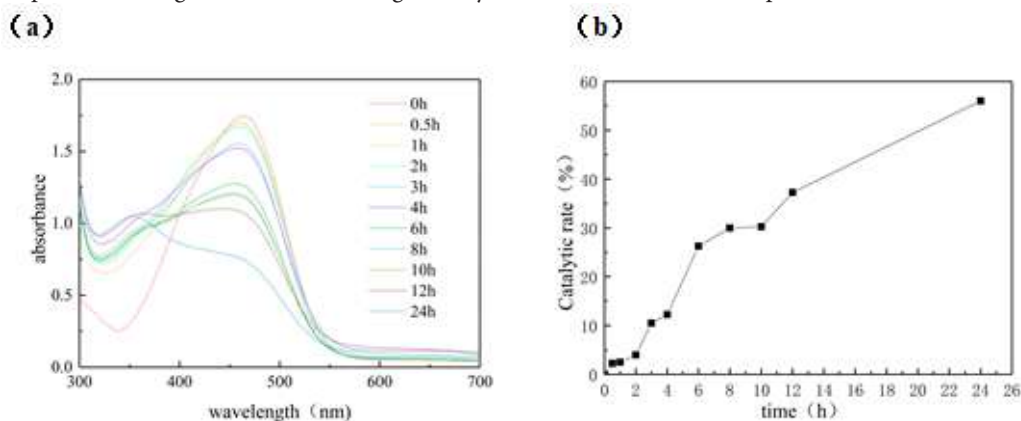 (a)
(b)
2.0
1.5
1.0
0.5
0.0
absorbance
300
400
500
600
700
wavelength（nm）
0h
0.5h
1h
2h
3h
4h
6h
8h
10h
12h
24h
60
50
40
30
20
10
0
Catalytic rate（%）
0 2 4 6 8 10 12 14 16 18 20 22 24 26
time（h）